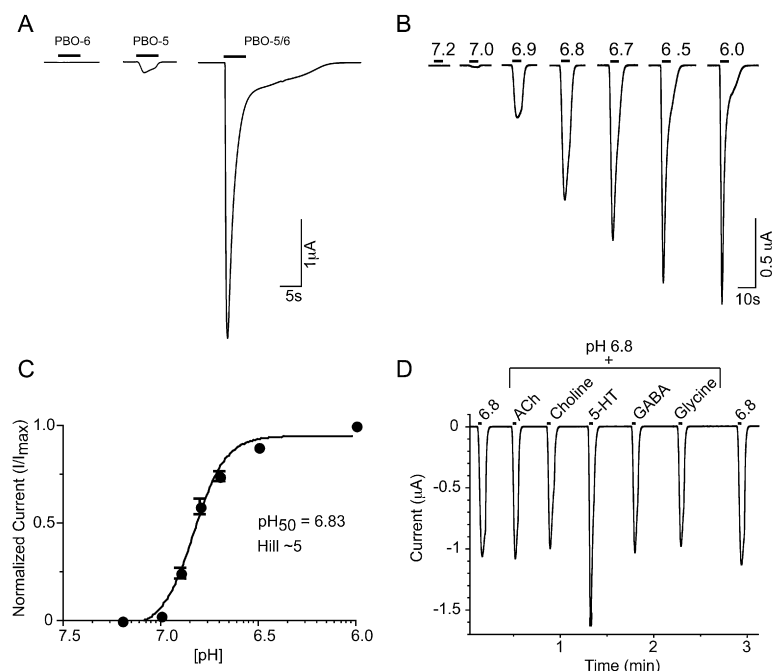 A
PBO-6 PBO-5 PBO-5/6
1µA
5s
B
7.2 7.0 6.9 6.8 6.7 6.5 6.0
0.5 uA
10s
C
Normalized Current (I/Imax)
1.0
0.5
0
pH50 = 6.83
Hill ~5
7.5 7.0 6.5 6.0
[pH]
D
pH 6.8
+
6.8 ACh Choline 5-HT GABA Glycine 6.8
Current (µA)
0
-0.5
-1
-1.5
1 2 3
Time (min)